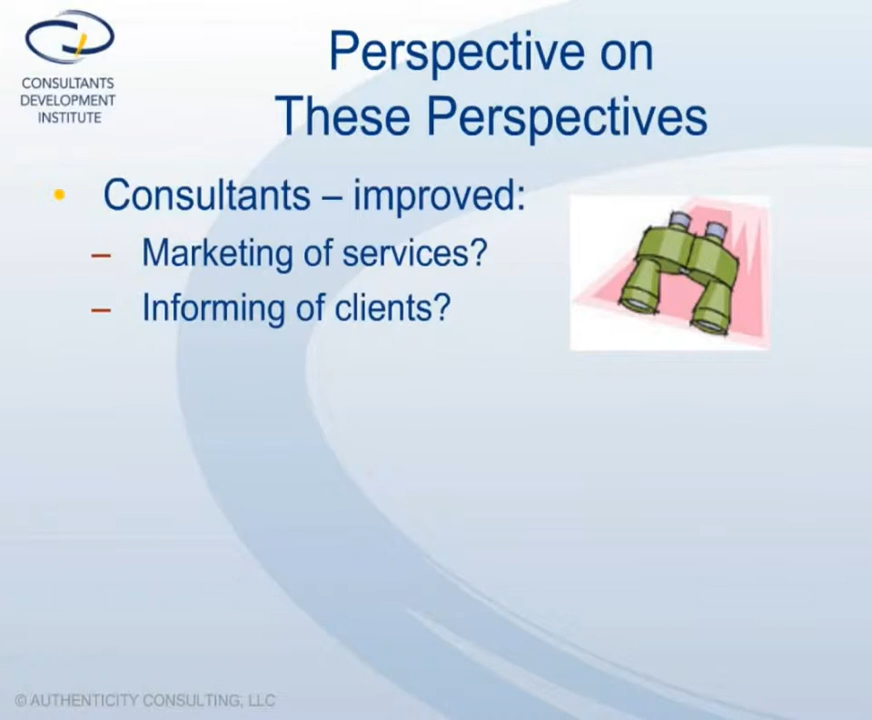 CONSULTANTS
DEVELOPMENT
INSTITUTE
Perspective on
These Perspectives
• Consultants – improved:
– Marketing of services?
– Informing of clients?
© AUTHENTICITY CONSULTING, LLC